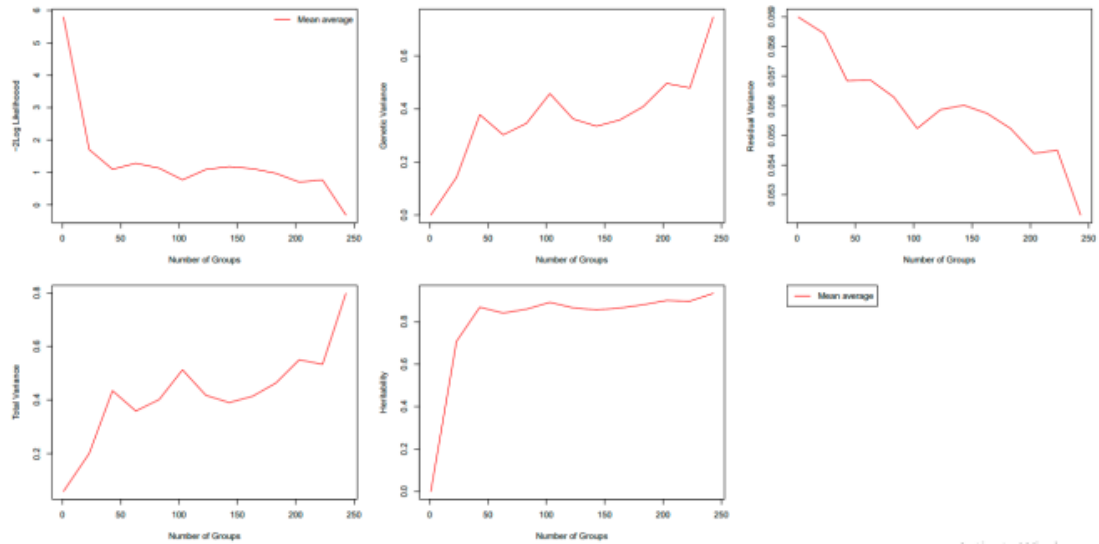 -2Log Likelihoood
6
5
4
3
2
1
0
0 50 100 150 200 250
Number of Groups
Mean average
Genetic Variance
0.6
0.4
0.2
0.0
0 50 100 150 200 250
Number of Groups
Residual Variance
0.059
0.058
0.057
0.056
0.055
0.054
0.053
0 50 100 150 200 250
Number of Groups
Total Variance
0.8
0.6
0.4
0.2
0 50 100 150 200 250
Number of Groups
Heritability
0.8
0.6
0.4
0.2
0.0
0 50 100 150 200 250
Number of Groups
Mean average